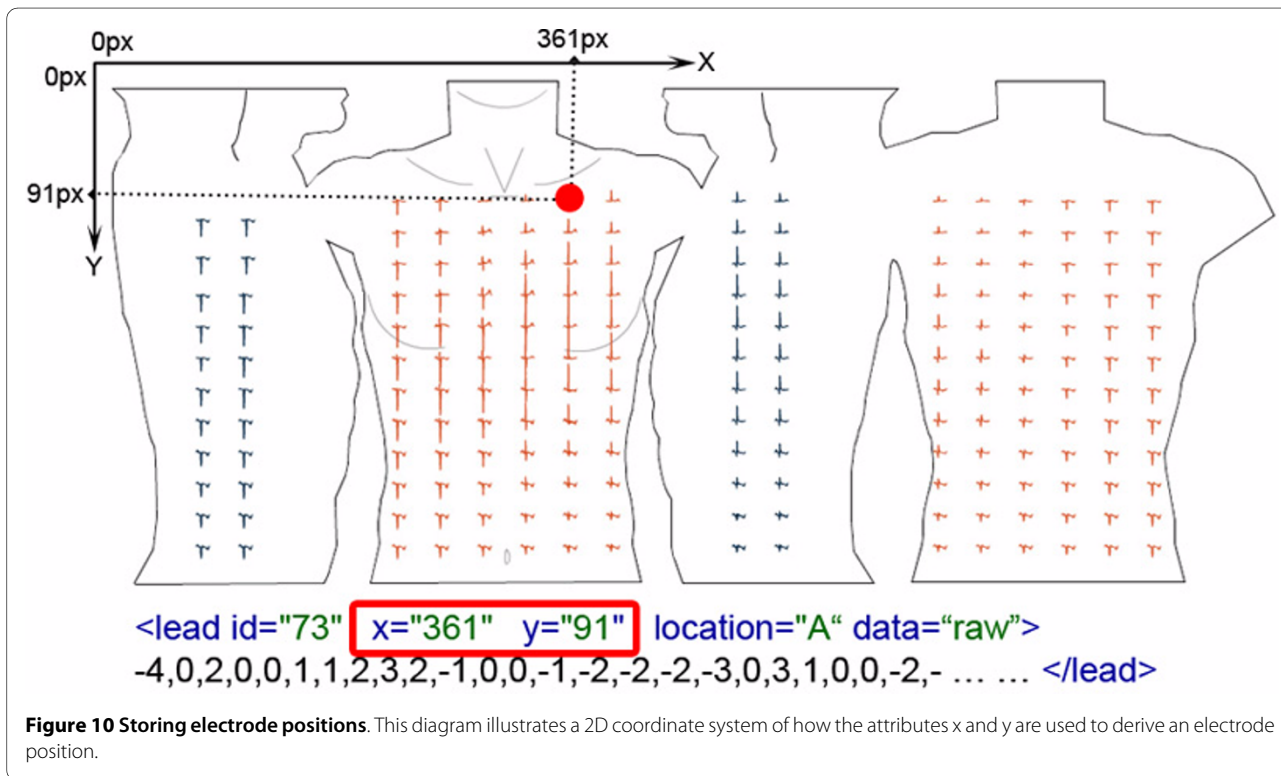 0px
361px
X
0px
91px
Y
<lead id="73" x="361" y="91" location="A“ data=“raw”>
-4,0,2,0,0,1,1,2,3,2,-1,0,0,-1,-2,-2,-2,-3,0,3,1,0,0,-2,- … … </lead>
Figure 10 Storing electrode positions. This diagram illustrates a 2D coordinate system of how the attributes x and y are used to derive an electrode
position.